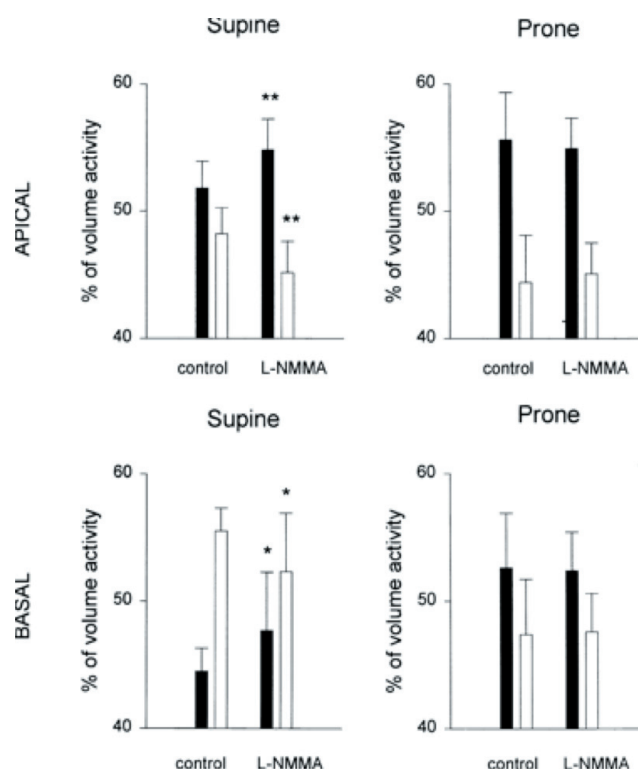 Supine
Prone
APICAL
% of volume activity
60
**
**
50
40
control
L-NMMA
% of volume activity
60
50
40
control
L-NMMA
Supine
Prone
BASAL
% of volume activity
60
*
*
50
40
control
L-NMMA
% of volume activity
60
50
40
control
L-NMMA